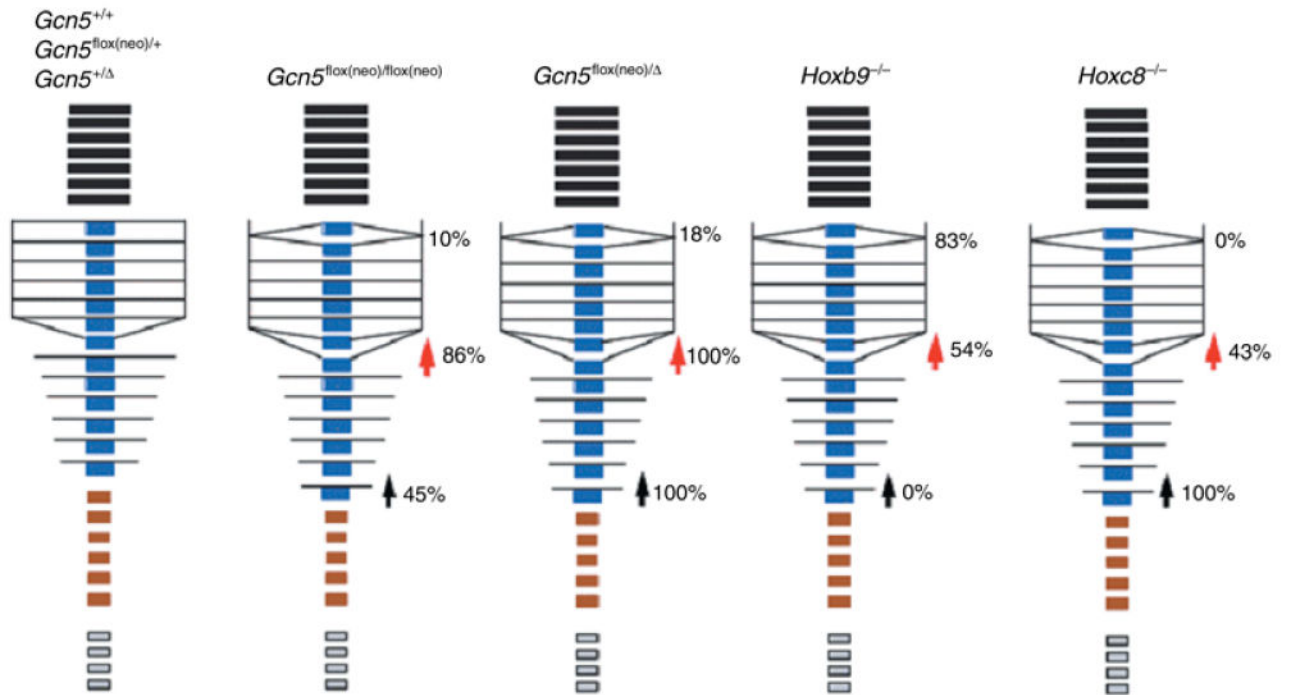 Gcn5+/+
Gcn5flox(neo)/+
Gcn5+/Δ
Gcn5flox(neo)/flox(neo)
Gcn5flox(neo)/Δ
Hoxb9–/–
Hoxc8–/–
10%
18%
83%
0%
86%
100%
54%
43%
45%
100%
0%
100%